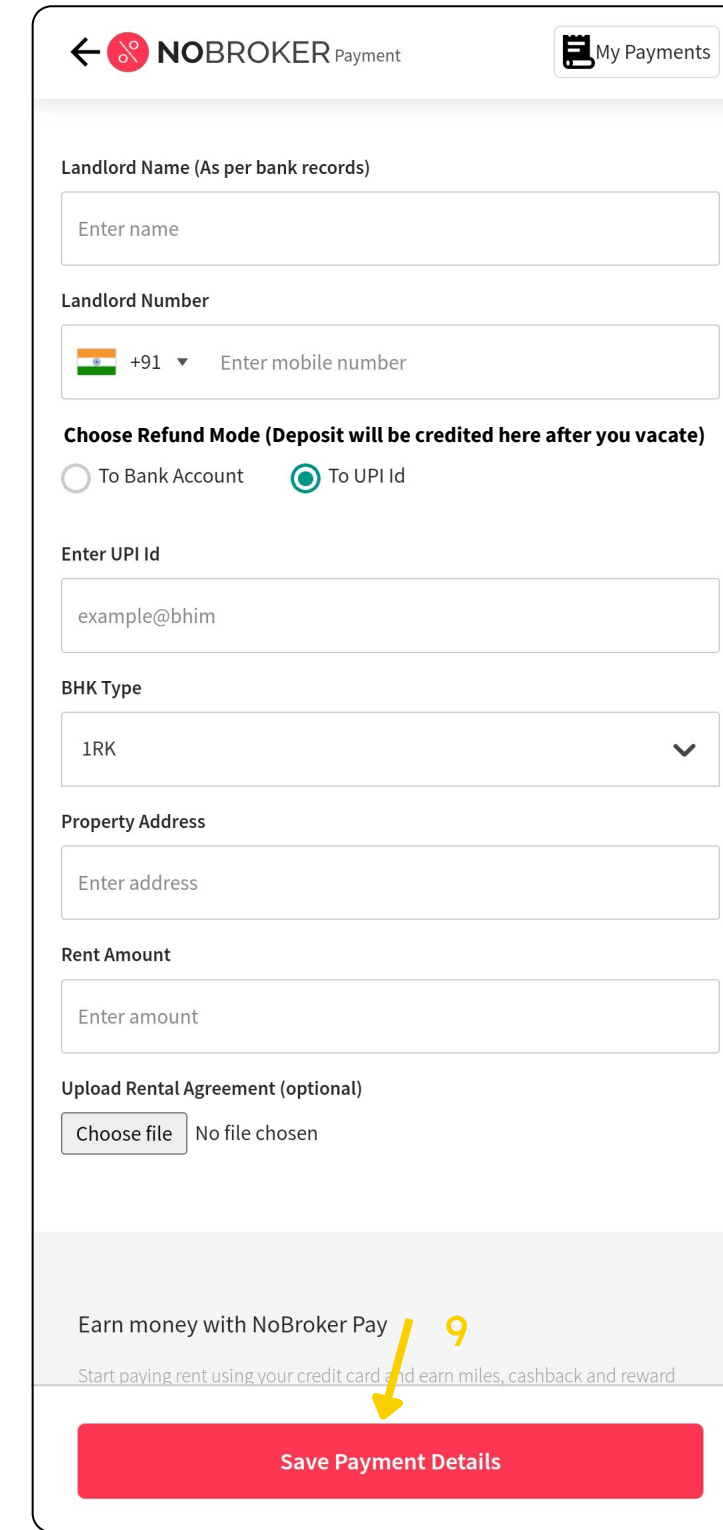 NOBROKER Payment My Payments
Landlord Name (As per bank records)
Enter name
Landlord Number
+91 Enter mobile number
Choose Refund Mode (Deposit will be credited here after you vacate)
To Bank Account To UPI Id
Enter UPI Id
example@bhim
BHK Type
1RK
Property Address
Enter address
Rent Amount
Enter amount
Upload Rental Agreement (optional)
Choose file No file chosen
Earn money with NoBroker Pay 9
Start paying rent using your credit card and earn miles, cashback and reward
Save Payment Details